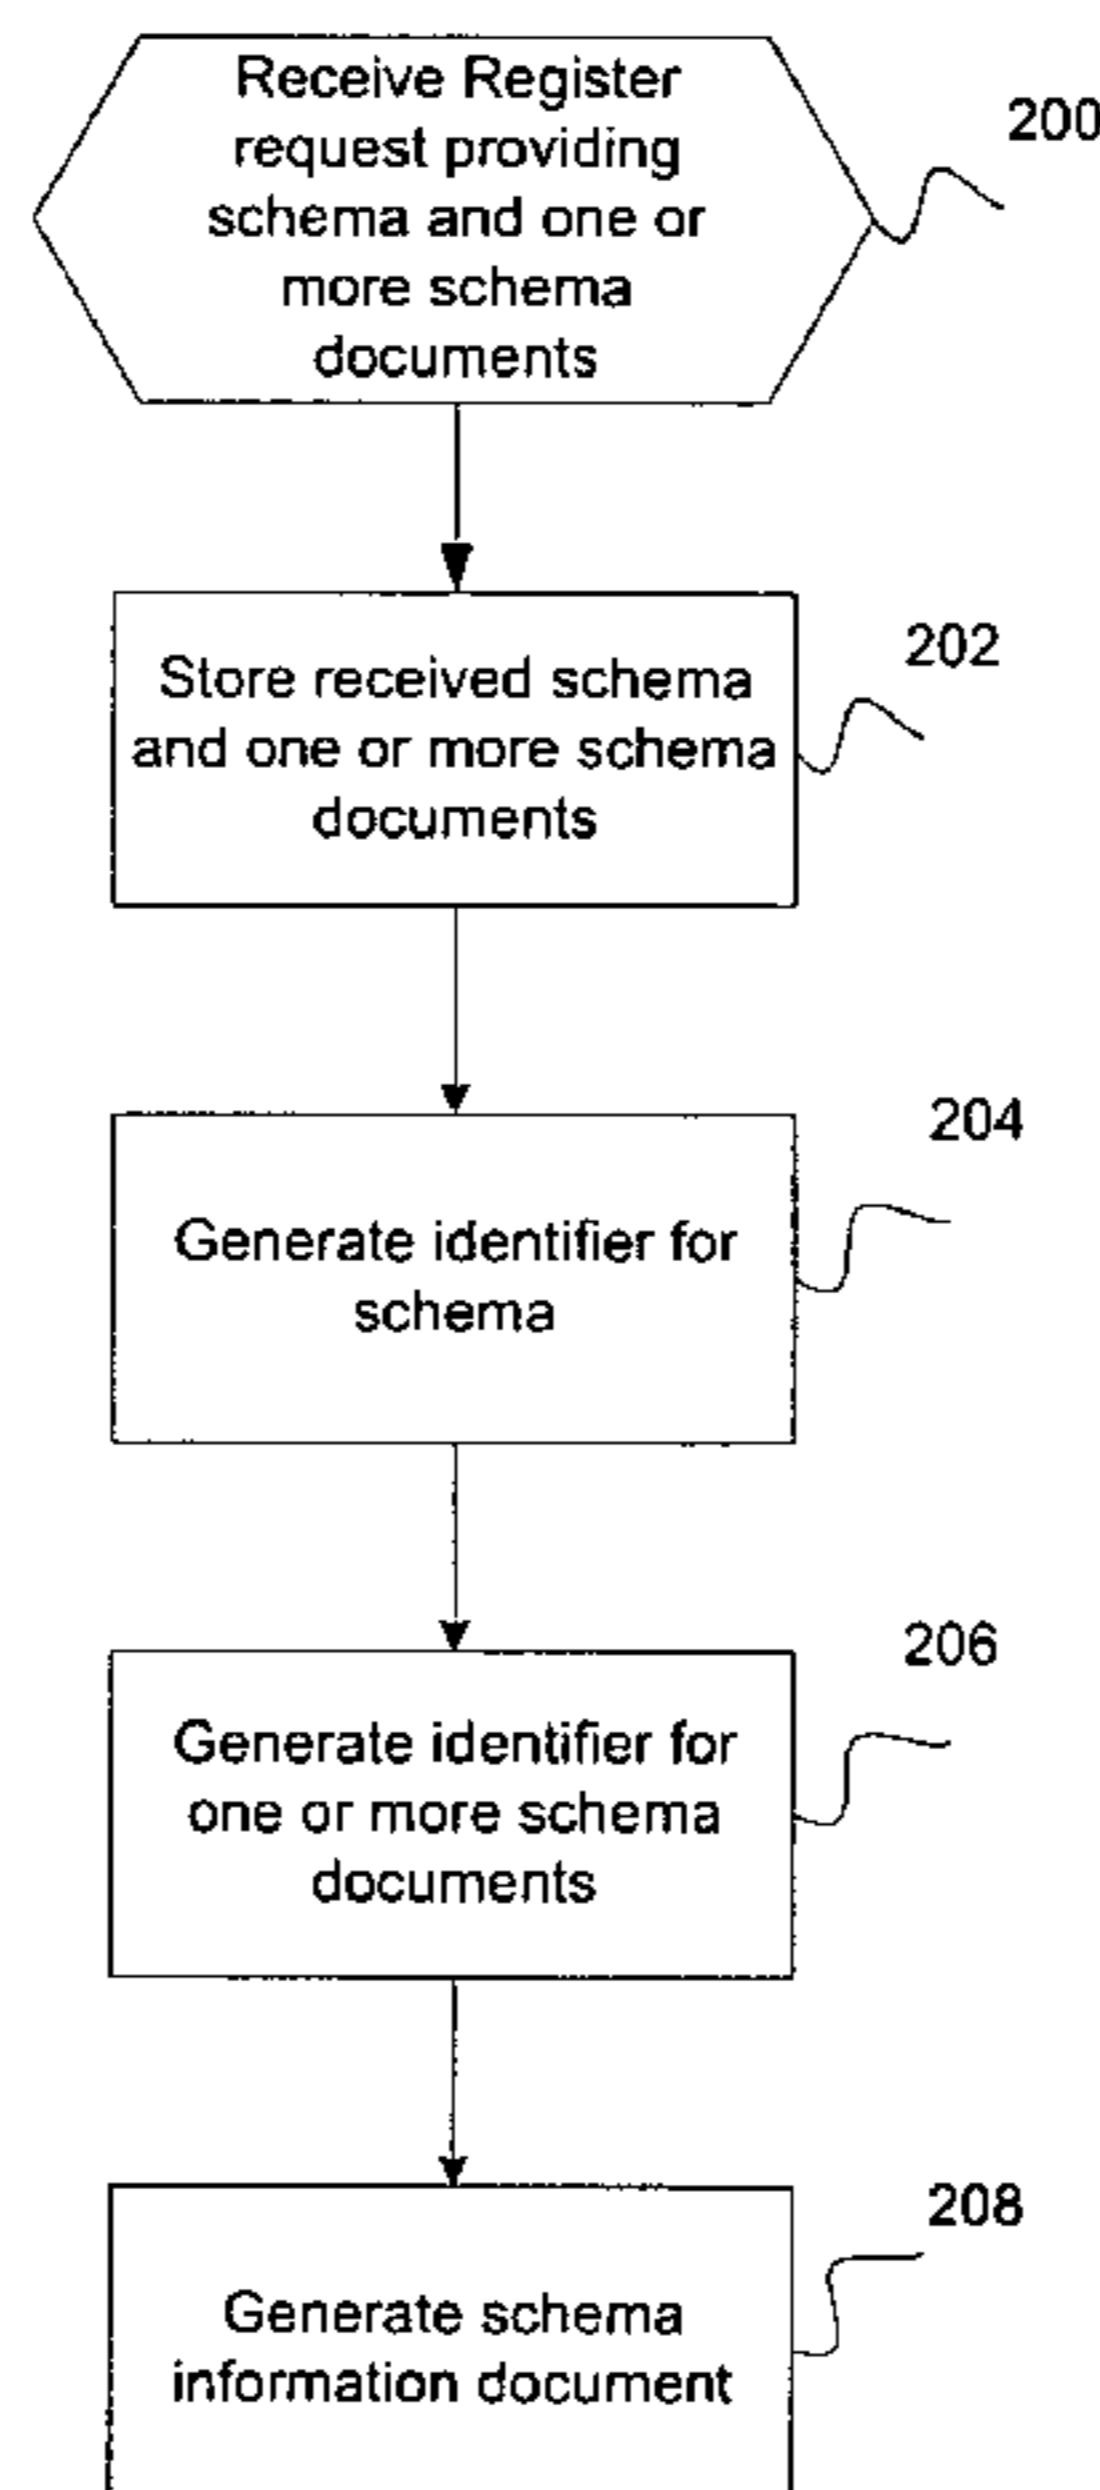 Receive Register
request providing
schema and one or
more schema
documents
200
Store received schema
and one or more schema
documents
202
Generate identifier for
schema
204
Generate identifier for
one or more schema
documents
206
Generate schema
information document
208